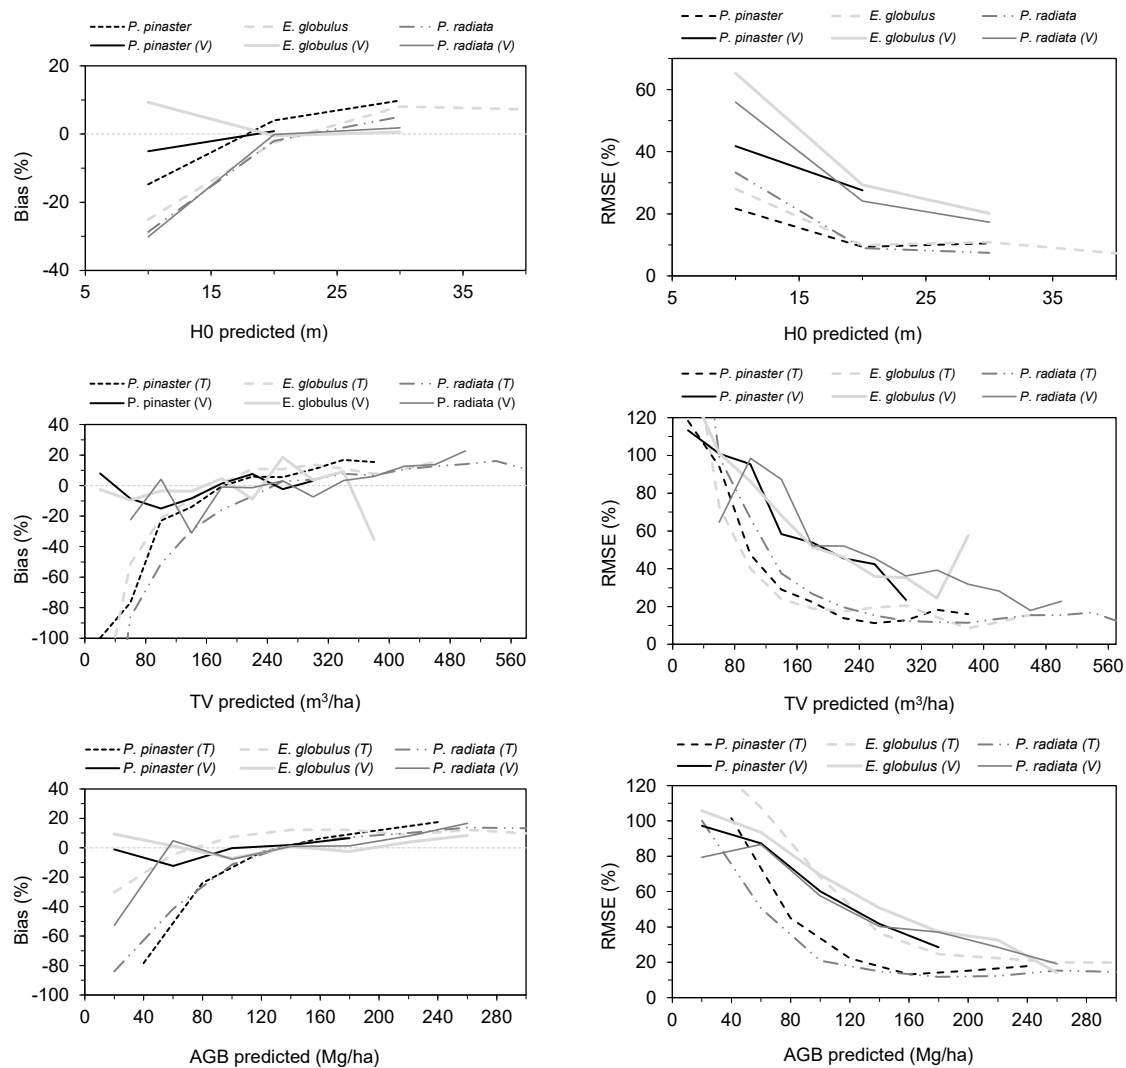 P. pinaster E. globulus P. radiata
P. pinaster (V) E. globulus (V) P. radiata (V)
20
10
0
-10
-20
-30
-40
Bias (%)
5 15 25 35
H0 predicted (m)
P. pinaster E. globulus P. radiata
P. pinaster (V) E. globulus (V) P. radiata (V)
60
40
20
0
RMSE (%)
5 15 25 35
H0 predicted (m)
P. pinaster (T) E. globulus (T) P. radiata (T)
P. pinaster (V) E. globulus (V) P. radiata (V)
40
20
0
-20
-40
-60
-80
-100
Bias (%)
0 80 160 240 320 400 480 560
TV predicted (m³/ha)
P. pinaster (T) E. globulus (T) P. radiata (T)
P. pinaster (V) E. globulus (V) P. radiata (V)
120
100
80
60
40
20
0
RMSE (%)
0 80 160 240 320 400 480 560
TV predicted (m³/ha)
P. pinaster (T) E. globulus (T) P. radiata (T)
P. pinaster (V) E. globulus (V) P. radiata (V)
40
20
0
-20
-40
-60
-80
-100
Bias (%)
0 40 80 120 160 200 240 280
AGB predicted (Mg/ha)
P. pinaster (T) E. globulus (T) P. radiata (T)
P. pinaster (V) E. globulus (V) P. radiata (V)
120
100
80
60
40
20
0
RMSE (%)
0 40 80 120 160 200 240 280
AGB predicted (Mg/ha)